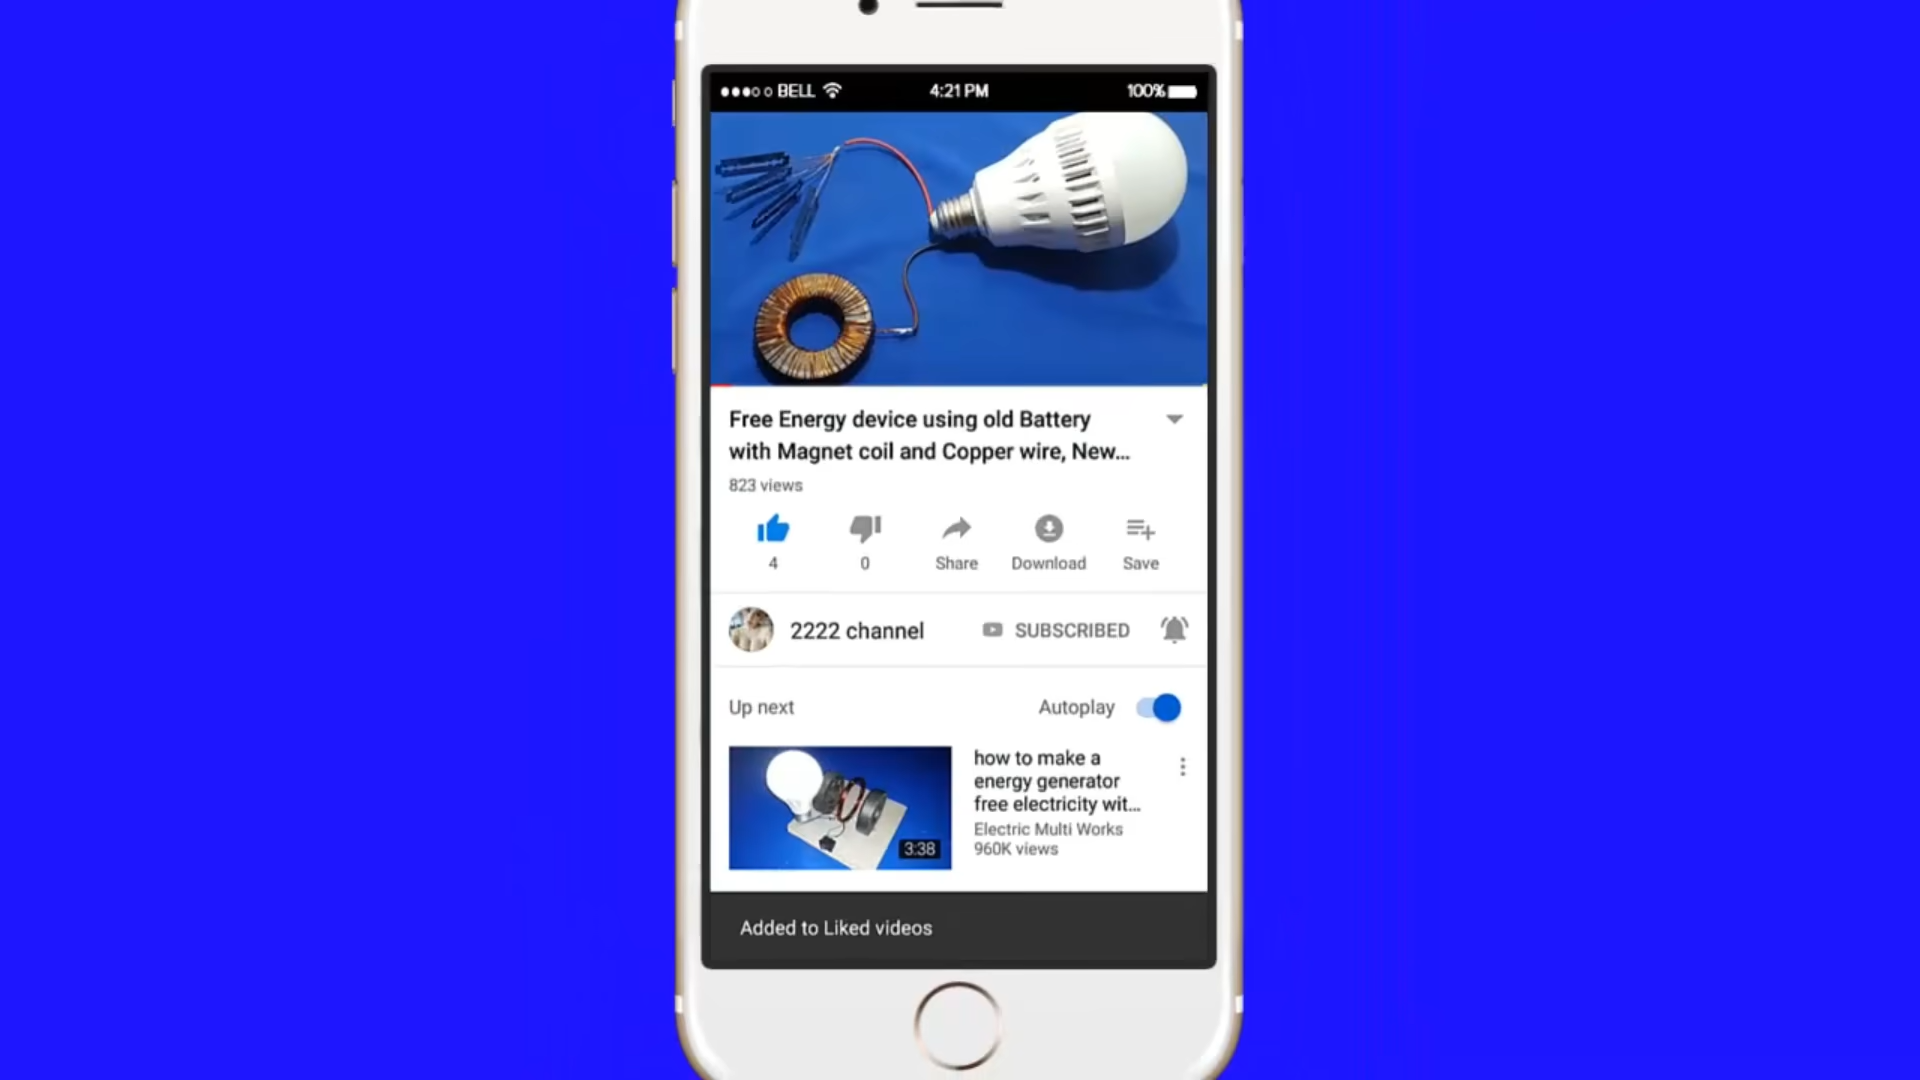 BELL 4:21 PM 100%
Free Energy device using old Battery
with Magnet coil and Copper wire, New...
823 views
4 0 Share Download Save
2222 channel SUBSCRIBED
Up next Autoplay
how to make a
energy generator
free electricity wit...
Electric Multi Works
960K views
3:38
Added to Liked videos